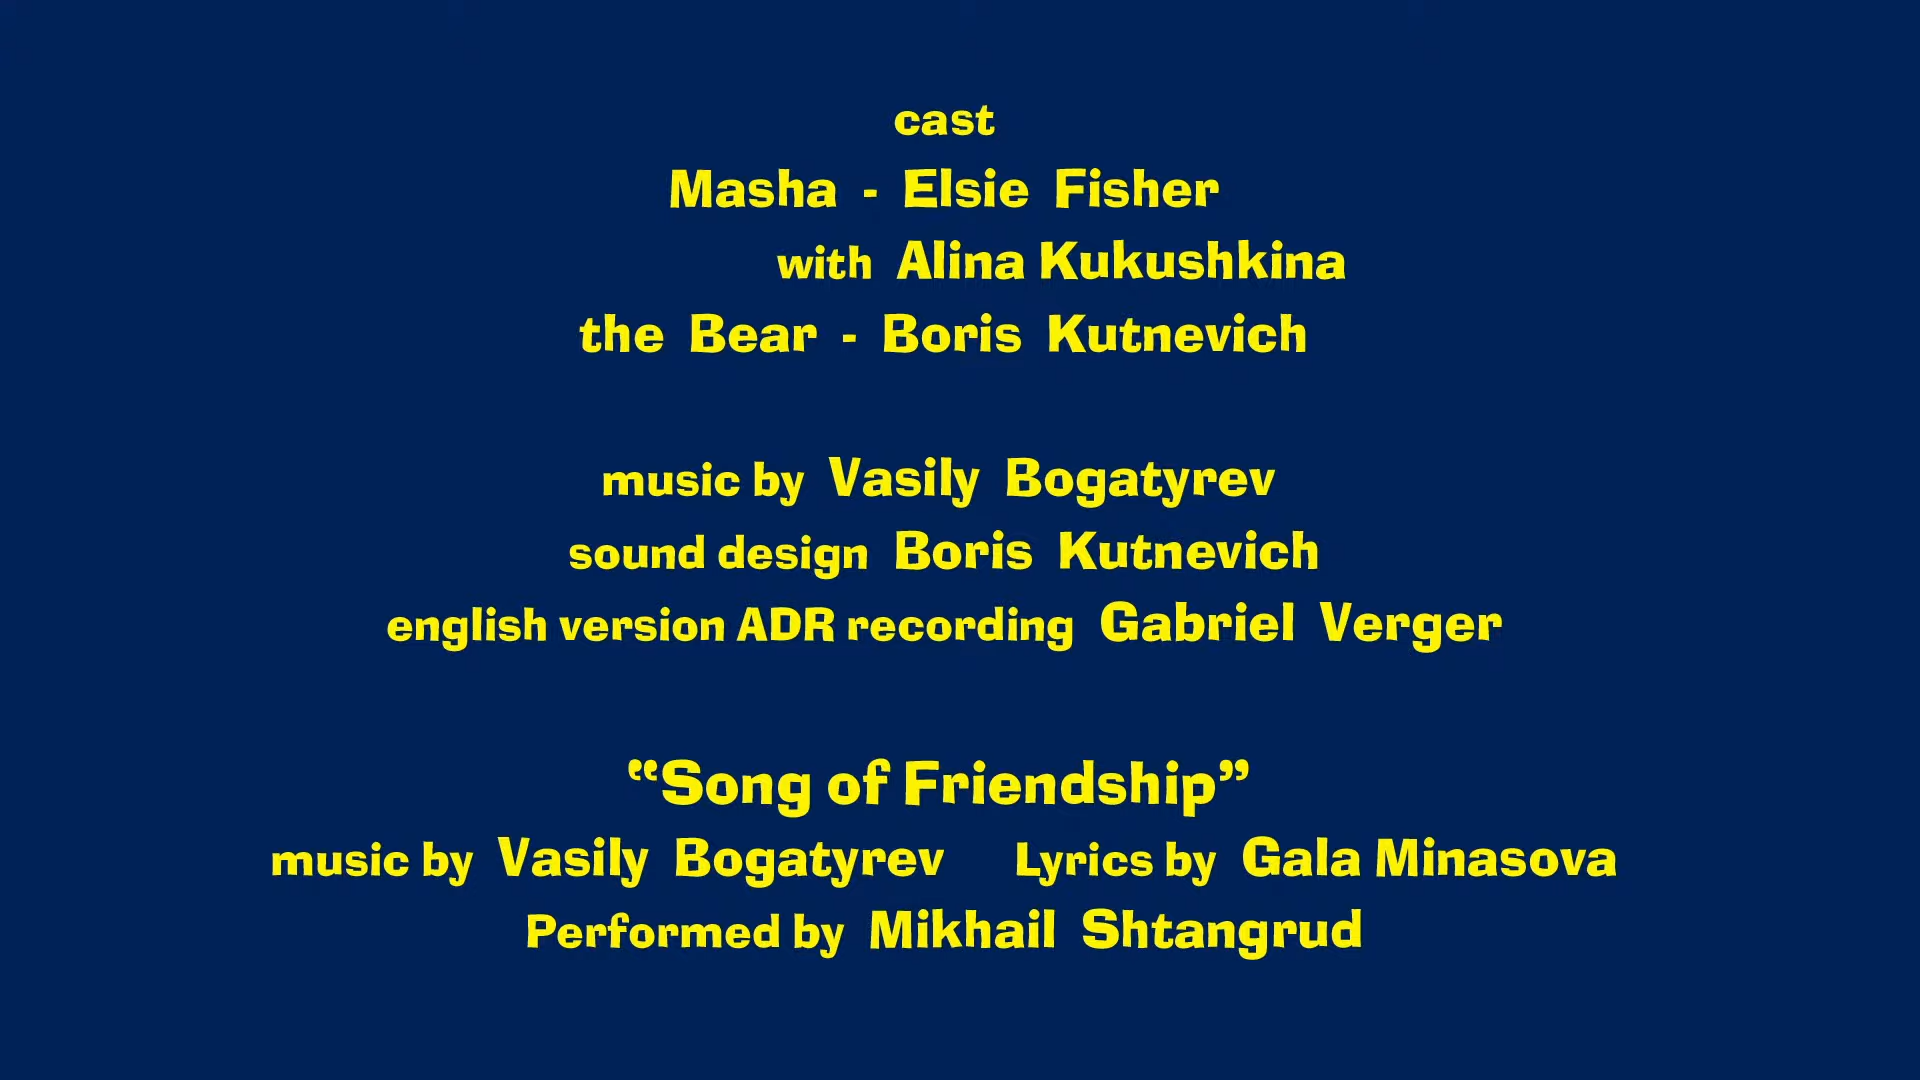 cast
Masha - Elsie Fisher
with Alina Kukushkina
the Bear - Boris Kutnevich
music by Vasily Bogatyrev
sound design Boris Kutnevich
english version ADR recording Gabriel Verger
“Song of Friendship”
music by Vasily Bogatyrev Lyrics by Gala Minasova
Performed by Mikhail Shtangrud